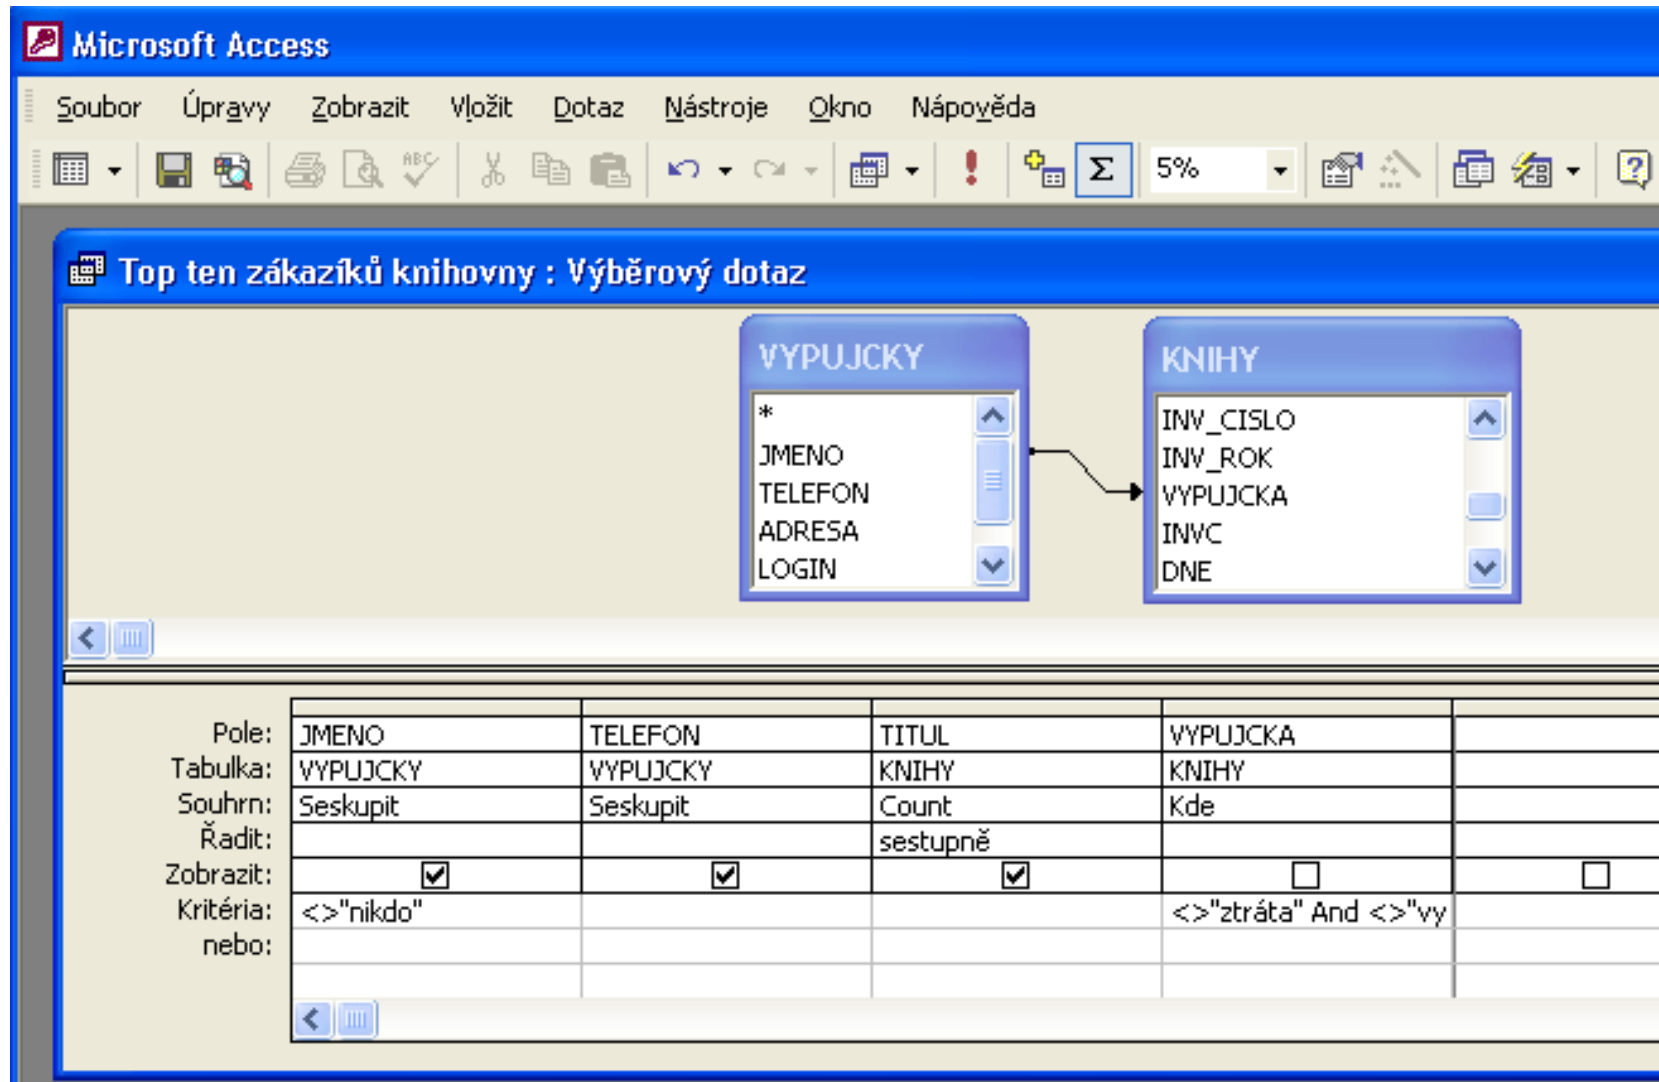 Microsoft Access
Soubor Úpravy Zobrazit Vložit Dotaz Nástroje Okno Nápověda
ABC Σ 5% ?
Top ten zákazíků knihovny : Výběrový dotaz
VYPUJCKY
*
JMENO
TELEFON
ADRESA
LOGIN
KNIHY
INV_CISLO
INV_ROK
VYPUJCKA
INVC
DNE
Pole: JMENO TELEFON TITUL VYPUJCKA
Tabulka: VYPUJCKY VYPUJCKY KNIHY KNIHY
Souhrn: Seskupit Seskupit Count Kde
Řadit: sestupně
Zobrazit:
Kritéria: <>"nikdo" <>"ztráta" And <>"vy
nebo: